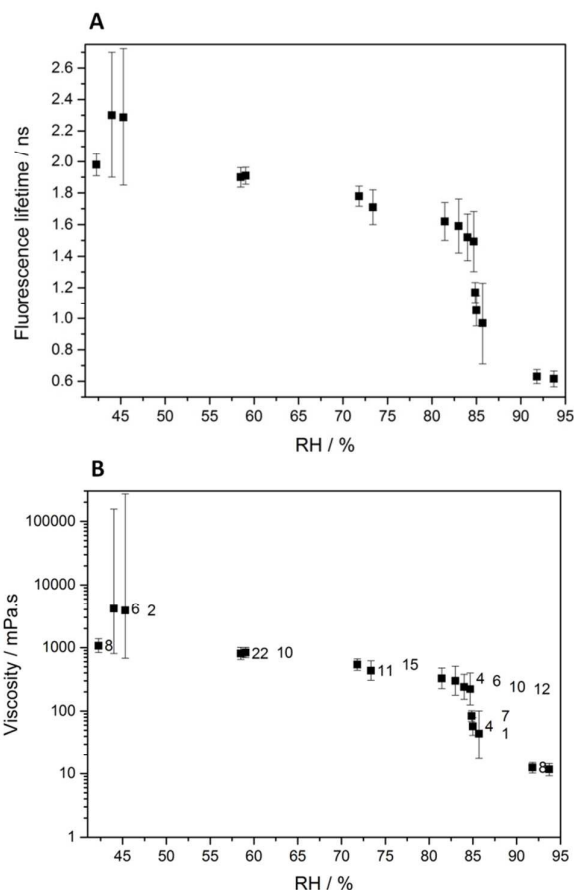 A
Fluorescence lifetime / ns
2.6
2.4
2.2
2.0
1.8
1.6
1.4
1.2
1.0
0.8
0.6
45 50 55 60 65 70 75 80 85 90 95
RH / %
B
Viscosity / mPa.s
100000
10000
1000
100
10
1
6 2
8
22 10
11 15
4 6 10 12
7
4 1
8
45 50 55 60 65 70 75 80 85 90 95
RH / %